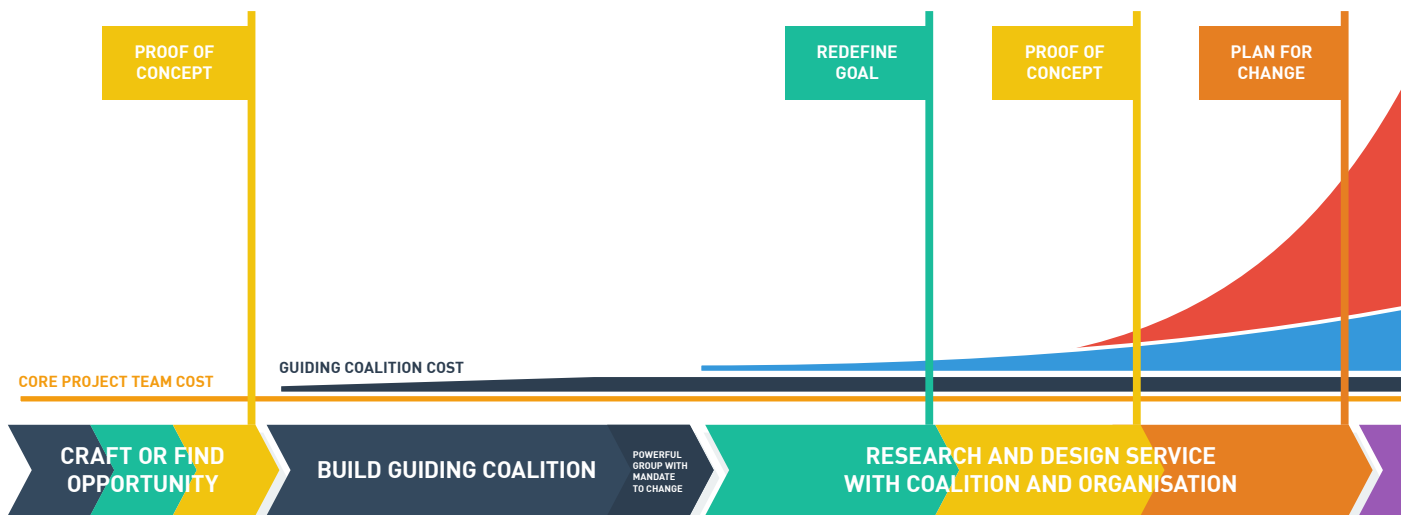 PROOF OF
CONCEPT
REDEFINE
GOAL
PROOF OF
CONCEPT
PLAN FOR
CHANGE
GUIDING COALITION COST
CORE PROJECT TEAM COST
CRAFT OR FIND
OPPORTUNITY
BUILD GUIDING COALITION
POWERFUL
GROUP WITH
MANDATE
TO CHANGE
RESEARCH AND DESIGN SERVICE
WITH COALITION AND ORGANISATION